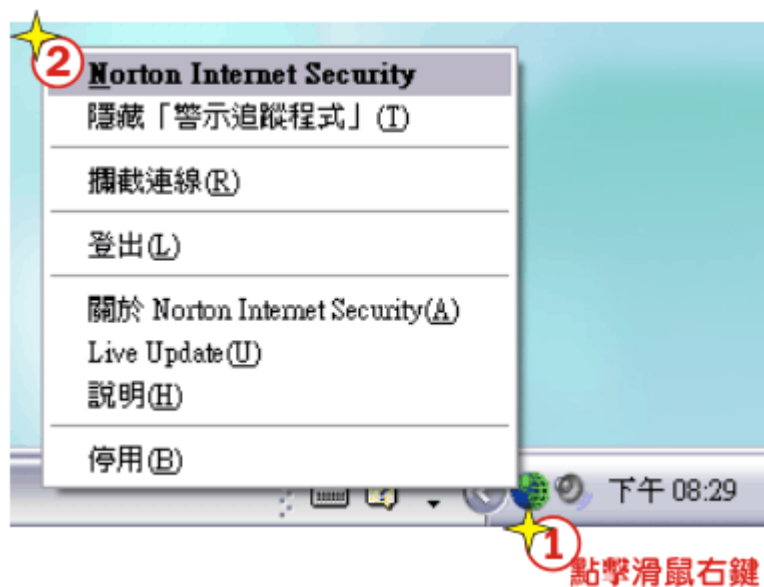 ②
Norton Internet Security
隱藏「警示追蹤程式」(T)
攔截連線(R)
登出(L)
關於 Norton Internet Security(A)
Live Update(U)
說明(H)
停用(B)
下午 08:29
①
點擊滑鼠右鍵